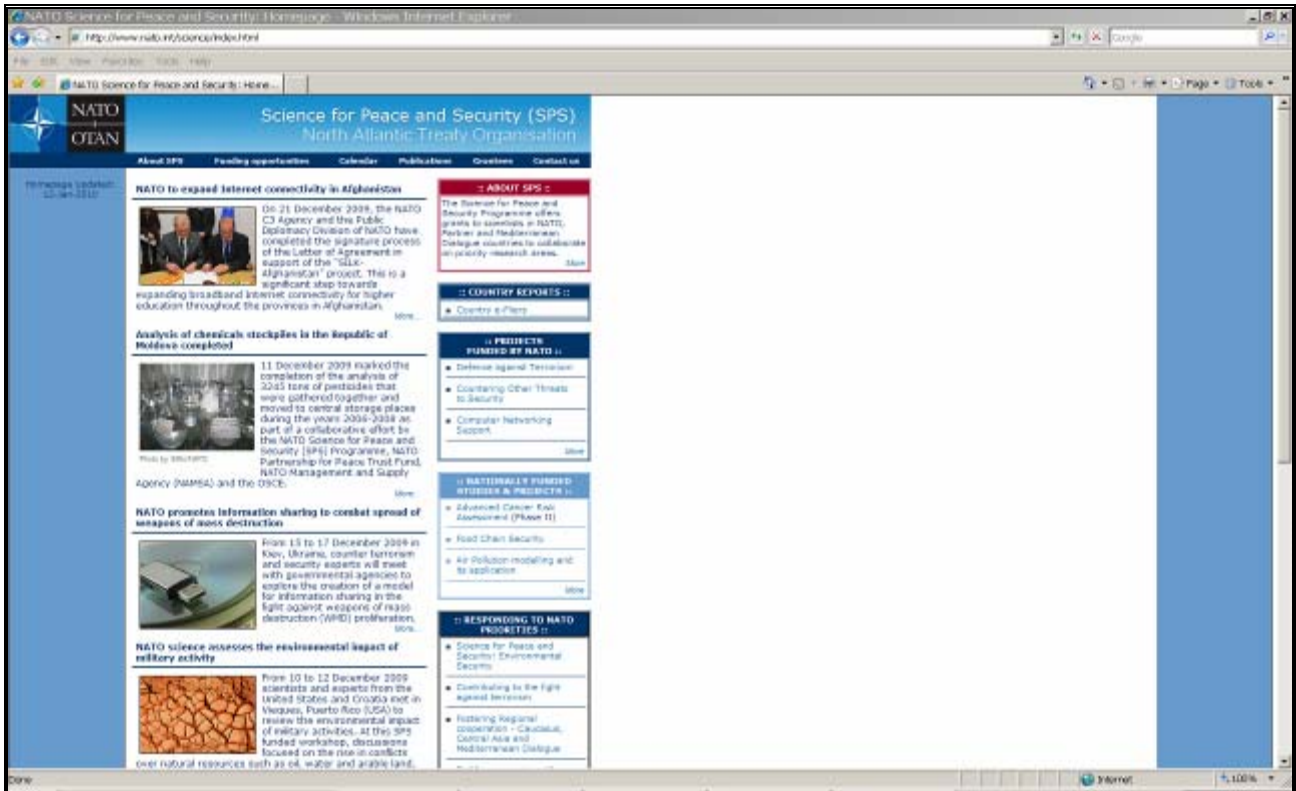 NATO Science for Peace and Security: Homepage - Windows Internet Explorer
http://www.nato.int/science/index.html
Google
File Edit View Favorites Tools Help
NATO Science for Peace and Security: Home...
Page
Tools
NATO
OTAN
Science for Peace and Security (SPS)
North Atlantic Treaty Organisation
About SPS Funding opportunities Calendar Publications Grantees Contact us
Homepage Updated:
12-Jan-2010
NATO to expand Internet connectivity in Afghanistan
On 21 December 2009, the NATO
C3 Agency and the Public
Diplomacy Division of NATO have
completed the signature process
of the Letter of Agreement in
support of the "SILK-
Afghanistan" project. This is a
significant step towards
expanding broadband Internet connectivity for higher
education throughout the provinces in Afghanistan.
More...
Analysis of chemicals stockpiles in the Republic of
Moldova completed
11 December 2009 marked the
completion of the analysis of
3245 tons of pesticides that
were gathered together and
moved to central storage places
during the years 2006-2008 as
part of a collaborative effort by
the NATO Science for Peace and
Security (SPS) Programme, NATO
Partnership for Peace Trust Fund,
NATO Management and Supply
Agency (NAMSA) and the OSCE.
More...
Photo by
NATO promotes information sharing to combat spread of
weapons of mass destruction
From 15 to 17 December 2009 in
Kiev, Ukraine, counter terrorism
and security experts will meet
with governmental agencies to
explore the creation of a model
for information sharing in the
fight against weapons of mass
destruction (WMD) proliferation.
More...
NATO science assesses the environmental impact of
military activity
From 10 to 12 December 2009
scientists and experts from the
United States and Croatia met in
Vieques, Puerto Rico (USA) to
review the environmental impact
of military activities. At this SPS
funded workshop, discussions
focused on the rise in conflicts
over natural resources such as oil, water and arable land.
:: ABOUT SPS ::
The Science for Peace and
Security Programme offers
grants to scientists in NATO,
Partner and Mediterranean
Dialogue countries to collaborate
on priority research areas.
More
:: COUNTRY REPORTS ::
Country e-Fliers
:: PROJECTS
FUNDED BY NATO ::
Defence against Terrorism
Countering Other Threats
to Security
Computer Networking
Support
More
:: NATIONALLY FUNDED
STUDIES & PROJECTS ::
Advanced Cancer Risk
Assessment (Phase II)
Food Chain Security
Air Pollution modelling and
its application
More
:: RESPONDING TO NATO
PRIORITIES ::
Science for Peace and
Security: Environmental
Security
Contributing to the fight
against terrorism
Fostering Regional
cooperation - Caucasus,
Central Asia and
Mediterranean Dialogue
Done
Internet
100%